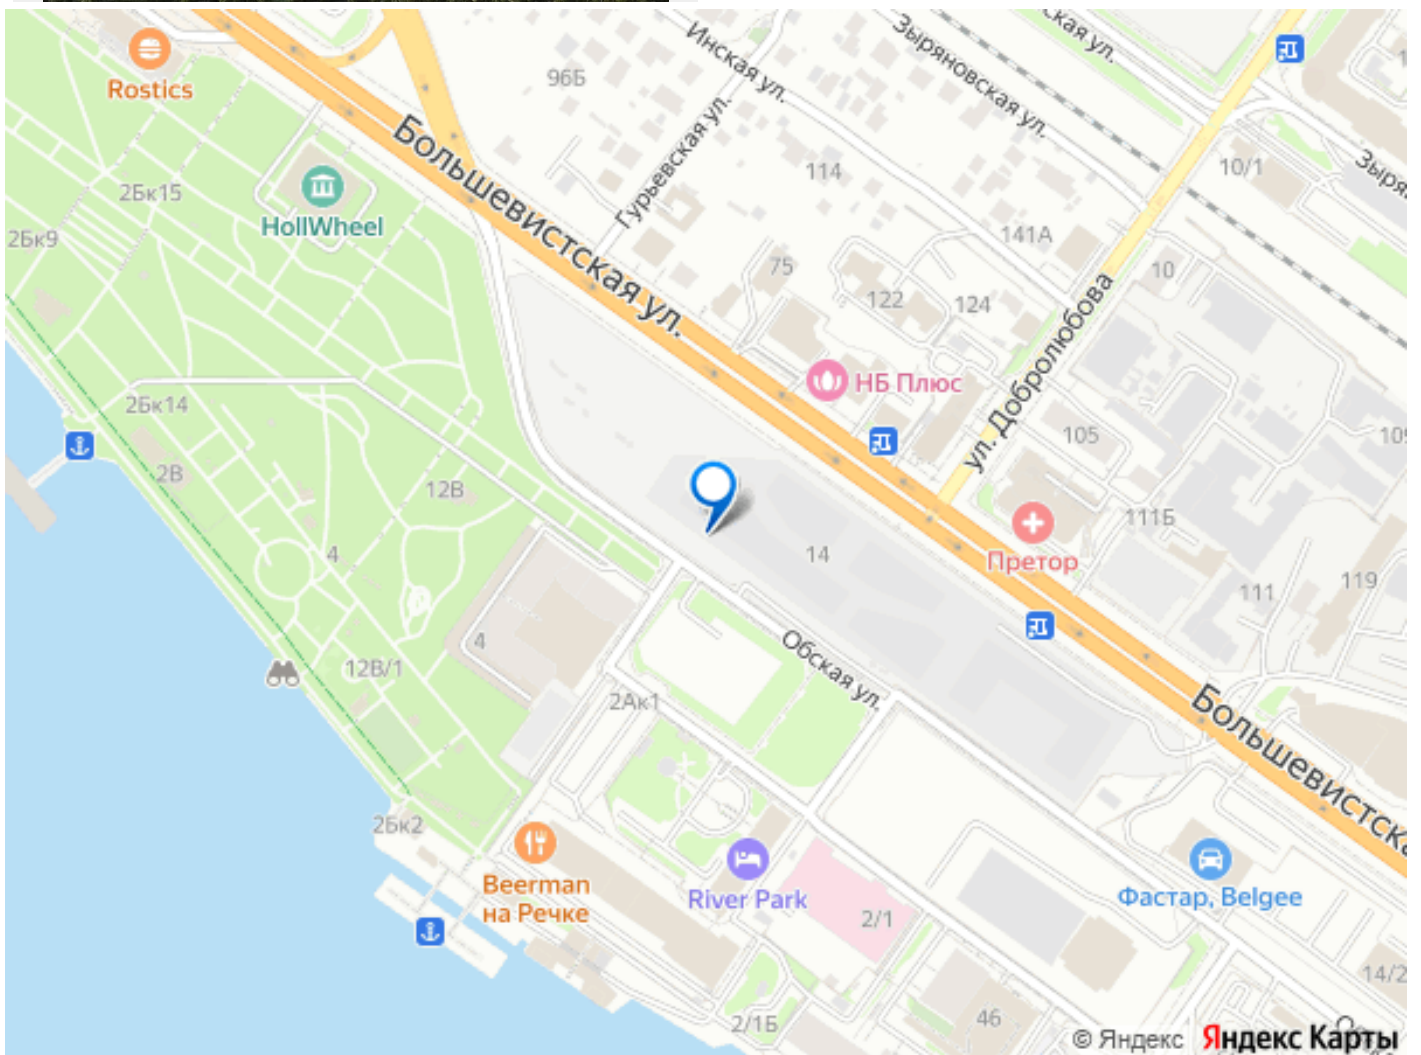 Rostics
96Б
Инская ул.
Зыряновская ул.
ская ул.
Большевистская ул.
Гурьевская ул.
114
10/1
Зыря
2Бк15
HollWheel
2Бк9
141А
75
10
122
124
ул. Добролюбова
НБ Плюс
2Бк14
105
109
2В
12В
111Б
Претор
14
4
119
111
Обская ул.
4
12В/1
2Ак1
Большевистска
2Бк2
Beerman
на Речке
River Park
Фастар, Belgee
2/1
14/2
46
2/1Б
© Яндекс Яндекс Карты